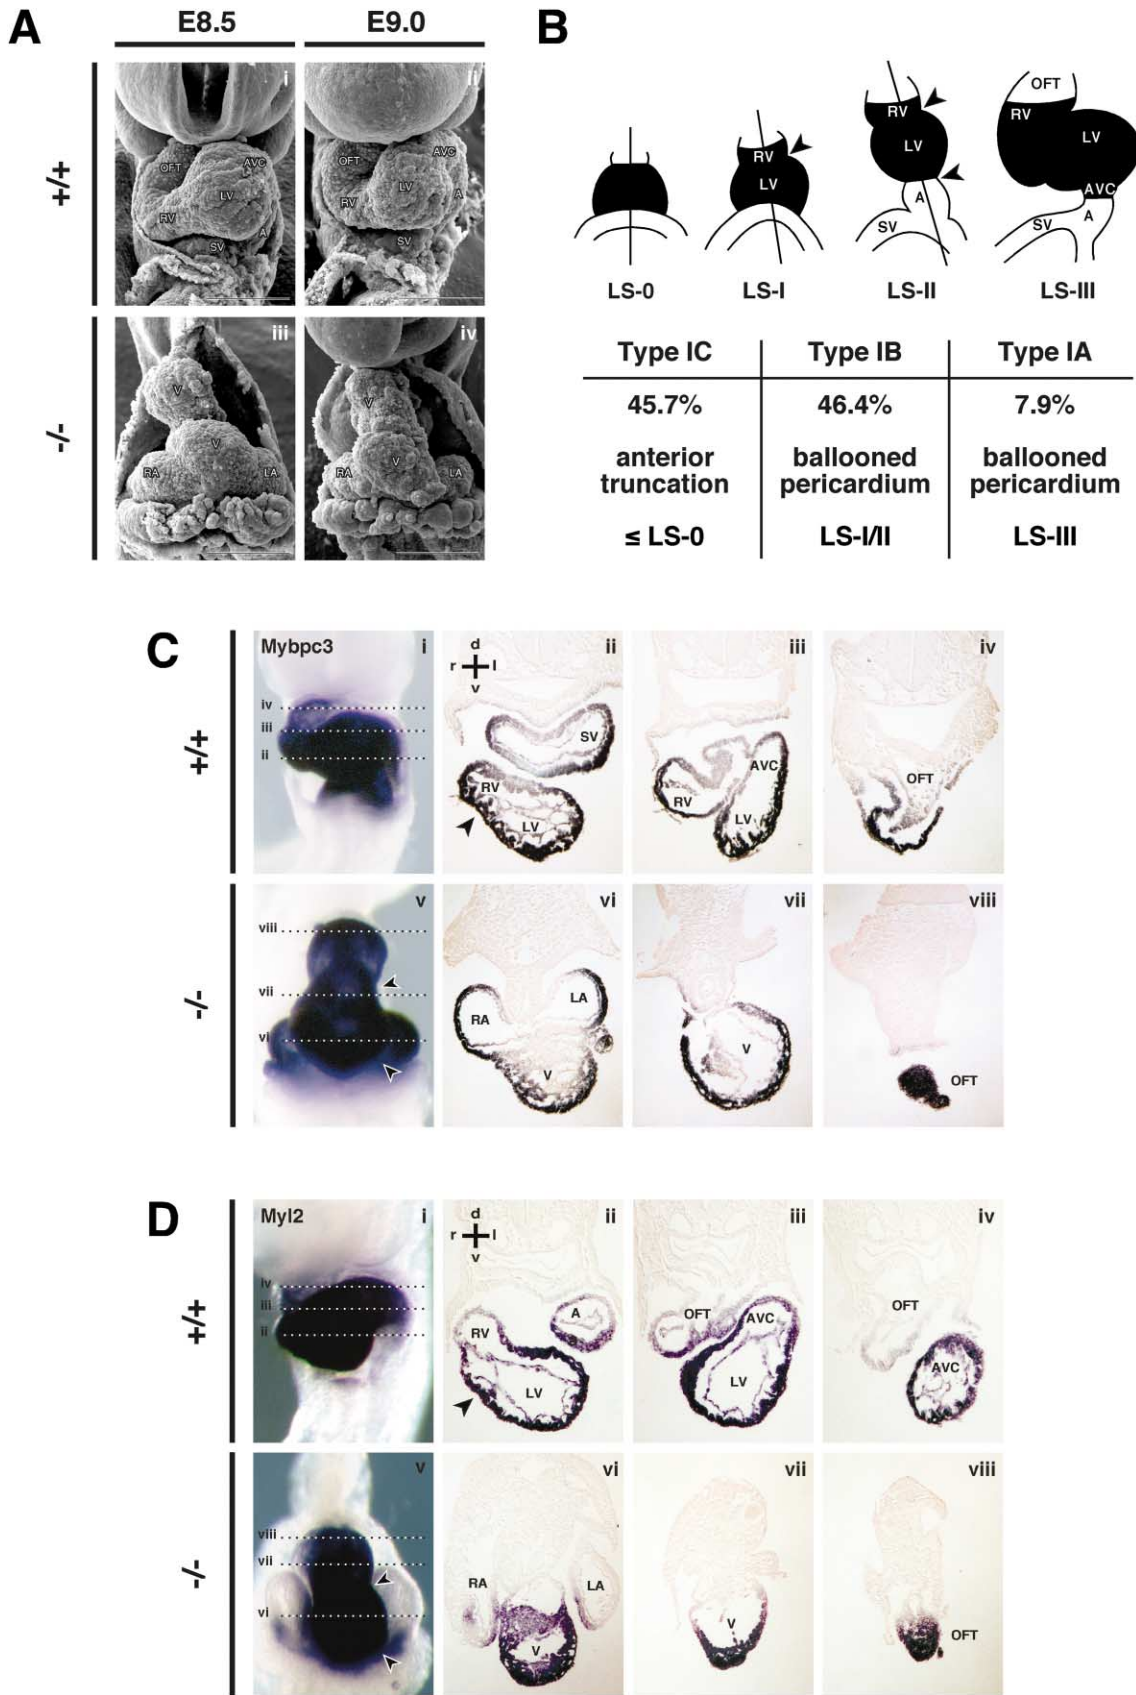 A
E8.5
E9.0
+/+
i
OFT
AVC
LV
RV
A
SV
ii
OFT
AVC
LV
A
RV
SV
-/-
iii
V
V
RA
LA
iv
V
RA
V
LA
B
OFT
RV
RV
LV
RV
LV
LV
LV
A
SV
AVC
A
SV
LS-0
LS-I
LS-II
LS-III
Type IC
Type IB
Type IA
45.7%
46.4%
7.9%
anterior
truncation
ballooned
pericardium
ballooned
pericardium
≤ LS-0
LS-I/II
LS-III
C
+/+
Mybpc3
i
iv
iii
ii
ii
d
r
l
v
SV
RV
LV
iii
AVC
RV
LV
iv
OFT
-/-
v
viii
vii
vi
vi
LA
RA
V
vii
V
viii
OFT
D
+/+
Myl2
i
iv
iii
ii
ii
d
r
l
v
A
RV
LV
iii
OFT
AVC
LV
iv
OFT
AVC
-/-
v
viii
vii
vi
vi
RA
LA
V
vii
V
viii
OFT